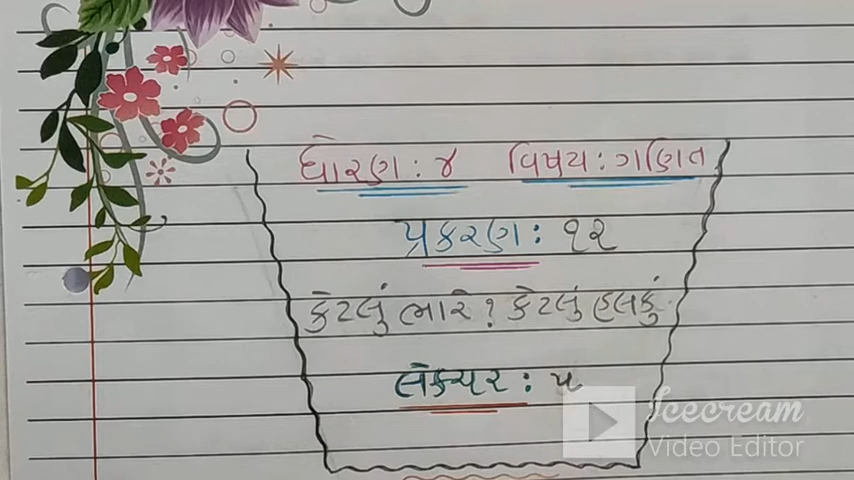 ધોરણ : ૪ વિષય : ગણિત
પ્રકરણ : ૧૨
કેટલું ભારે ? કેટલું હલકું.
લેક્ચર : ૫
Icecream
Video Editor